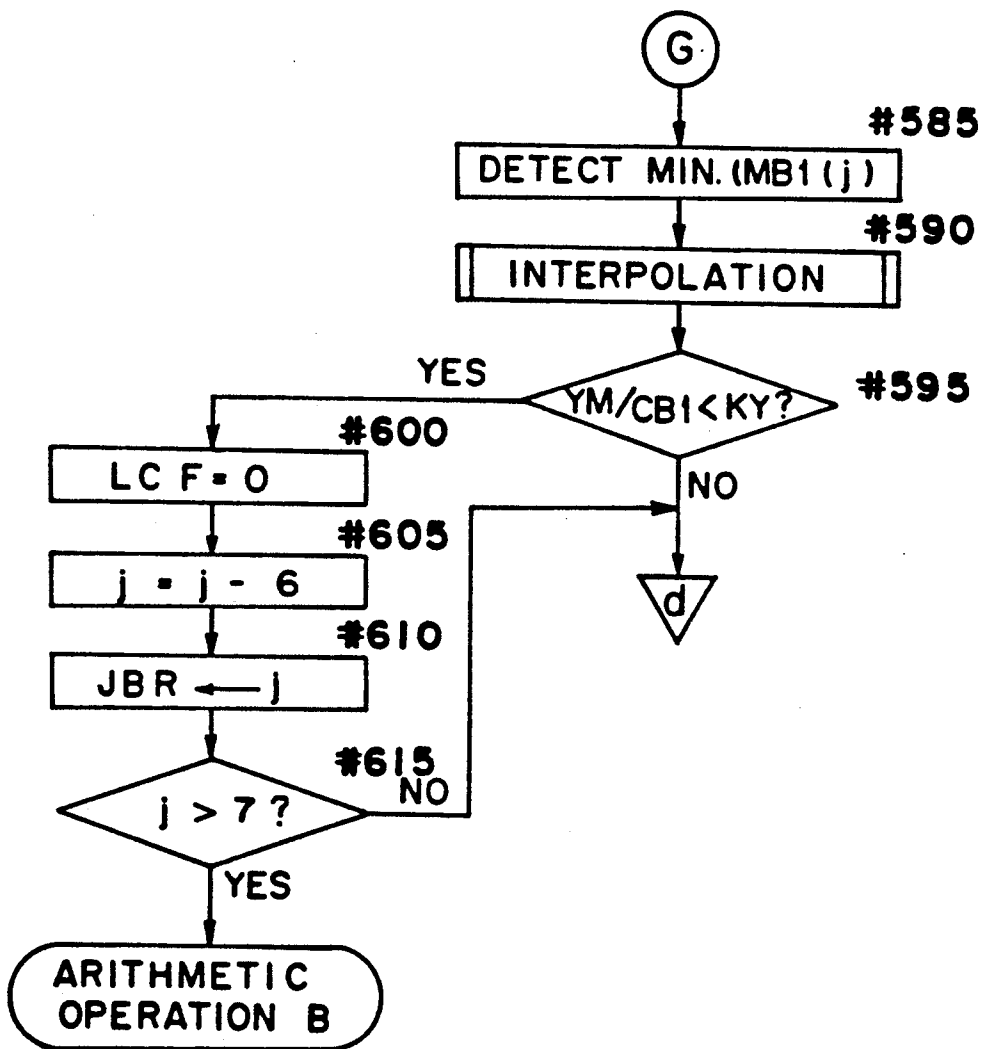 G
#585
DETECT MIN.(MB1(j)
#590
INTERPOLATION
YES
YM/CB1<KY?
#595
#600
LCF=0
NO
#605
j = j - 6
d
#610
JBR ← j
#615
NO
j > 7 ?
YES
ARITHMETIC
OPERATION B